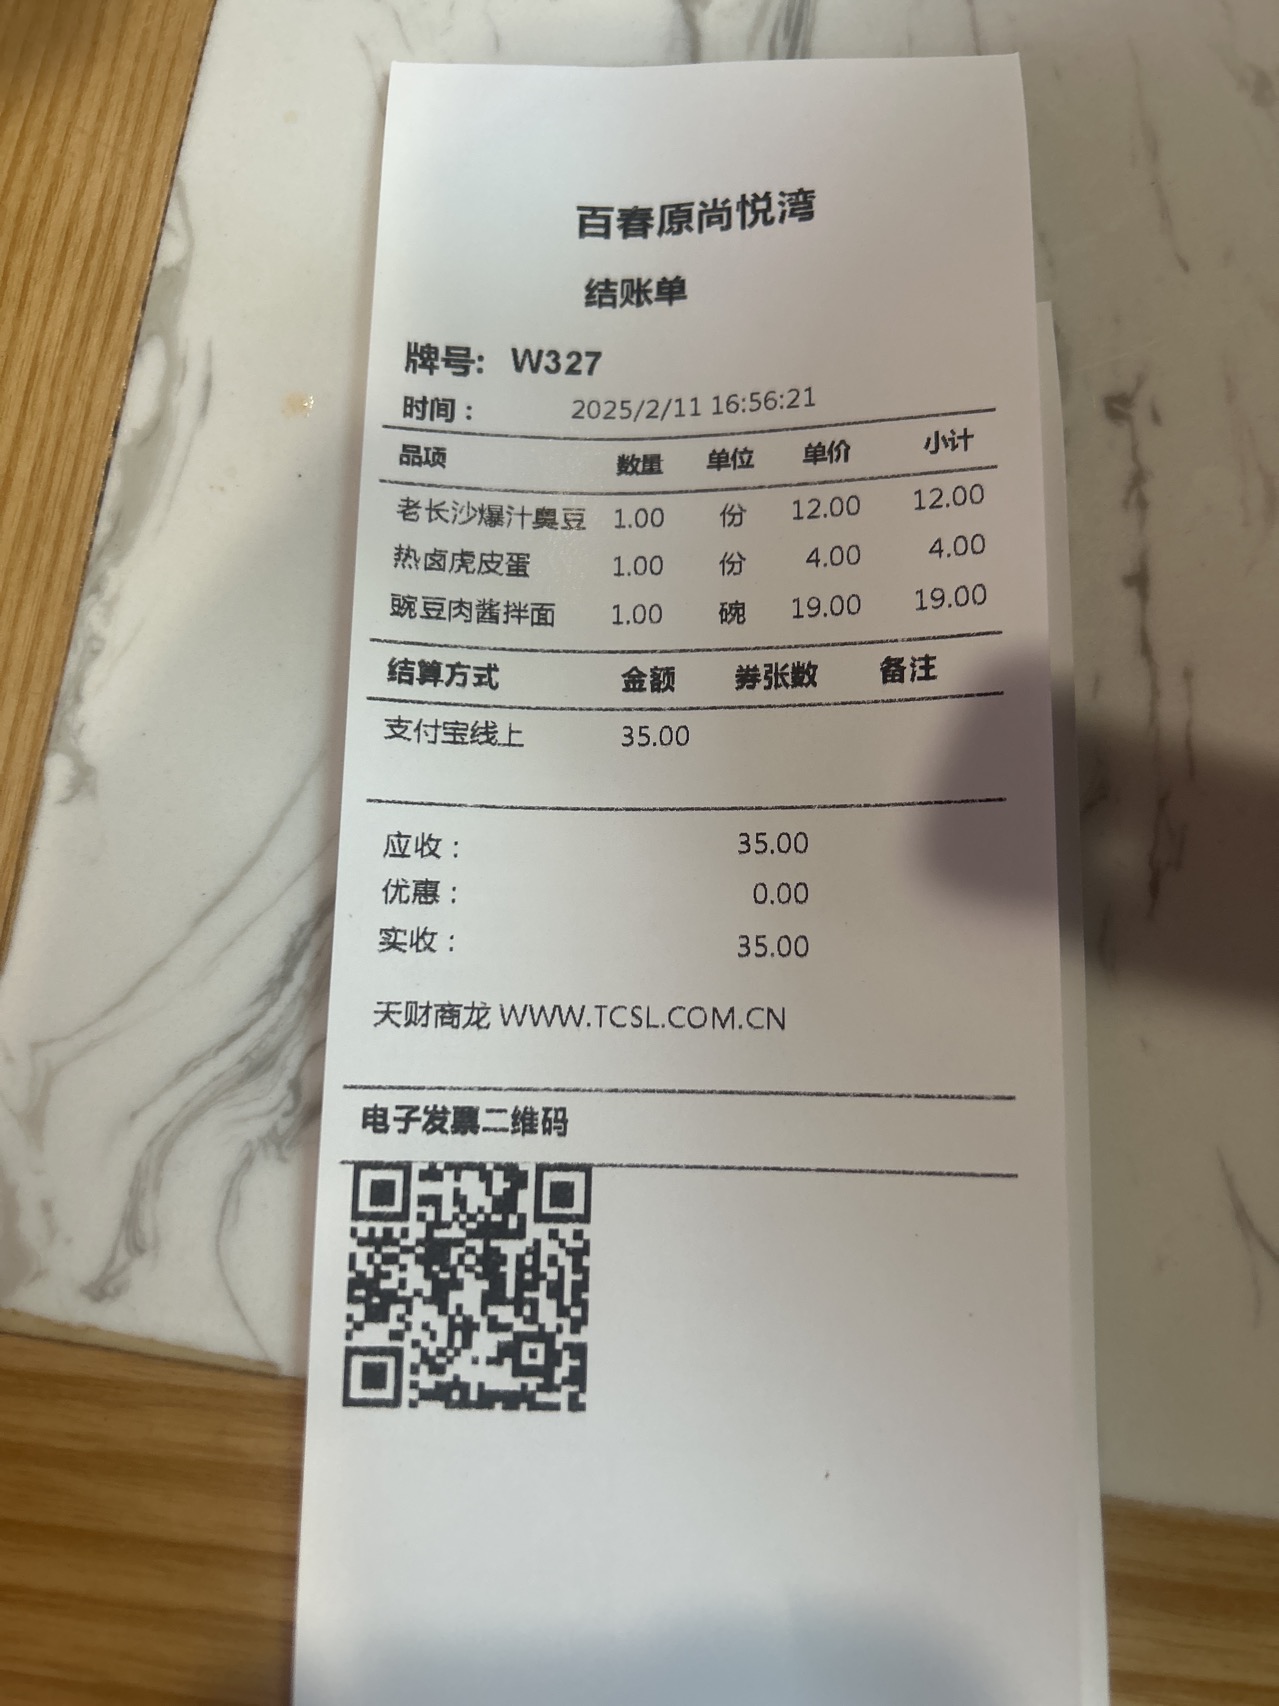 百春原尚悦湾
结账单
牌号: W327
时间： 2025/2/11 16:56:21
品项 数量 单位 单价 小计
老长沙爆汁臭豆 1.00 份 12.00 12.00
热卤虎皮蛋 1.00 份 4.00 4.00
豌豆肉酱拌面 1.00 碗 19.00 19.00
结算方式 金额 券张数 备注
支付宝线上 35.00
应收： 35.00
优惠： 0.00
实收： 35.00
天财商龙 WWW.TCSL.COM.CN
电子发票二维码